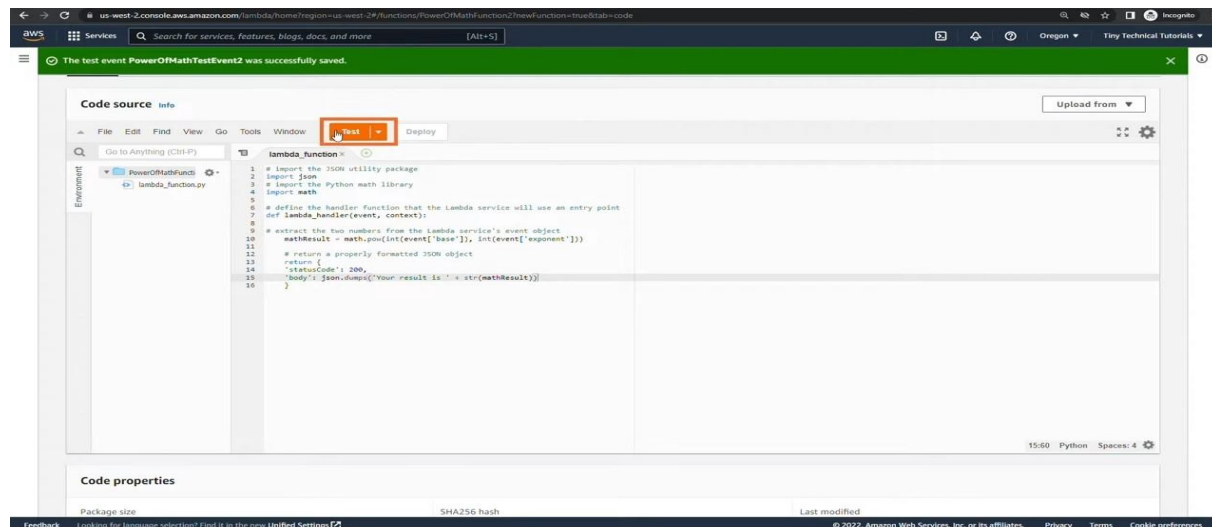 us-west-2.console.aws.amazon.com/lambda/home?region=us-west-2#/functions/PowerOfMathFunction2?newFunction=true&tab=code
Incognito
aws
Services
Search for services, features, blogs, docs, and more
[Alt+S]
Oregon
Tiny Technical Tutorials
The test event PowerOfMathTestEvent2 was successfully saved.
Code source Info
Upload from
File Edit Find View Go Tools Window Test Deploy
Go to Anything (Ctrl-P)
lambda_function
Environment
PowerOfMathFuncti
lambda_function.py
1 # import the JSON utility package
2 import json
3 # import the Python math library
4 import math
5
6 # define the handler function that the Lambda service will use an entry point
7 def lambda_handler(event, context):
8
9 # extract the two numbers from the Lambda service's event object
10 mathResult = math.pow(int(event['base']), int(event['exponent']))
11
12 # return a properly formatted JSON object
13 return {
14 'statusCode': 200,
15 'body': json.dumps('Your result is ' + str(mathResult))
16 }
15:60 Python Spaces: 4
Code properties
Package size
SHA256 hash
Last modified
Feedback Looking for language selection? Find it in the new Unified Settings
© 2022, Amazon Web Services, Inc. or its affiliates. Privacy Terms Cookie preferences